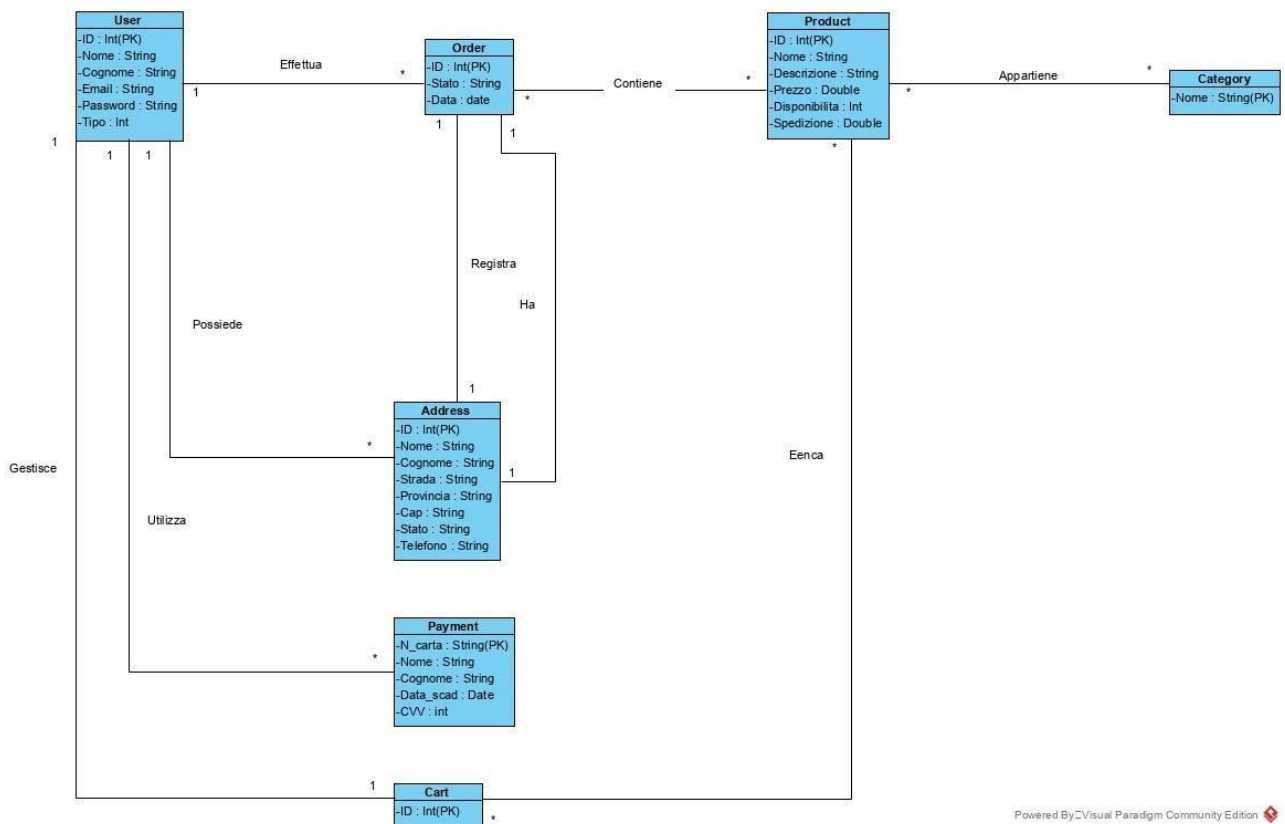 User
-ID : Int(PK)
-Nome : String
-Cognome : String
-Email : String
-Password : String
-Tipo : Int
Effettua
1
*
Order
-ID : Int(PK)
-Stato : String
-Data : date
Contiene
*
*
Product
-ID : Int(PK)
-Nome : String
-Descrizione : String
-Prezzo : Double
-Disponibilita : Int
-Spedizione : Double
Appartiene
*
*
Category
-Nome : String(PK)
1
1
1
1
1
*
Registra
Ha
Possiede
1
*
1
Address
-ID : Int(PK)
-Nome : String
-Cognome : String
-Strada : String
-Provincia : String
-Cap : String
-Stato : String
-Telefono : String
Gestisce
Eenca
Utilizza
*
Payment
-N_carta : String(PK)
-Nome : String
-Cognome : String
-Data_scad : Date
-CVV : int
1
Cart
-ID : Int(PK)
*
Powered By Visual Paradigm Community Edition